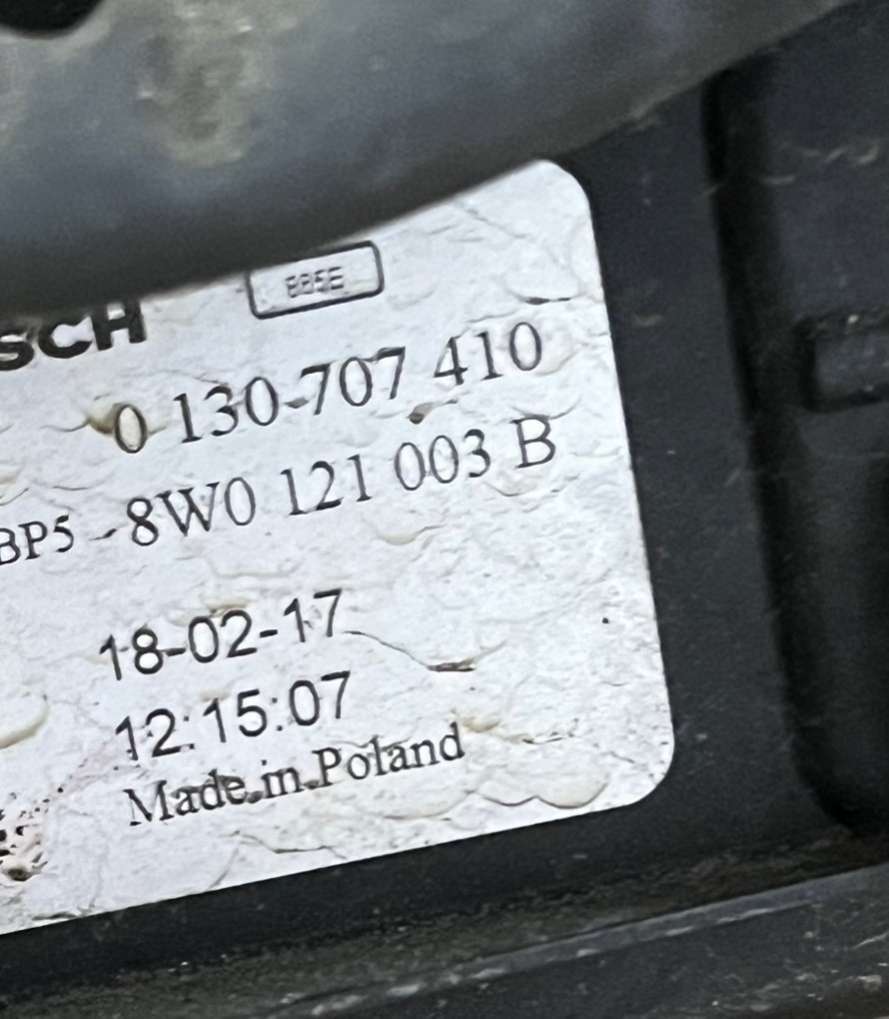 SCH
0 130 707 410
BP5 - 8W0 121 003 B
18-02-17
12:15:07
Made in Poland